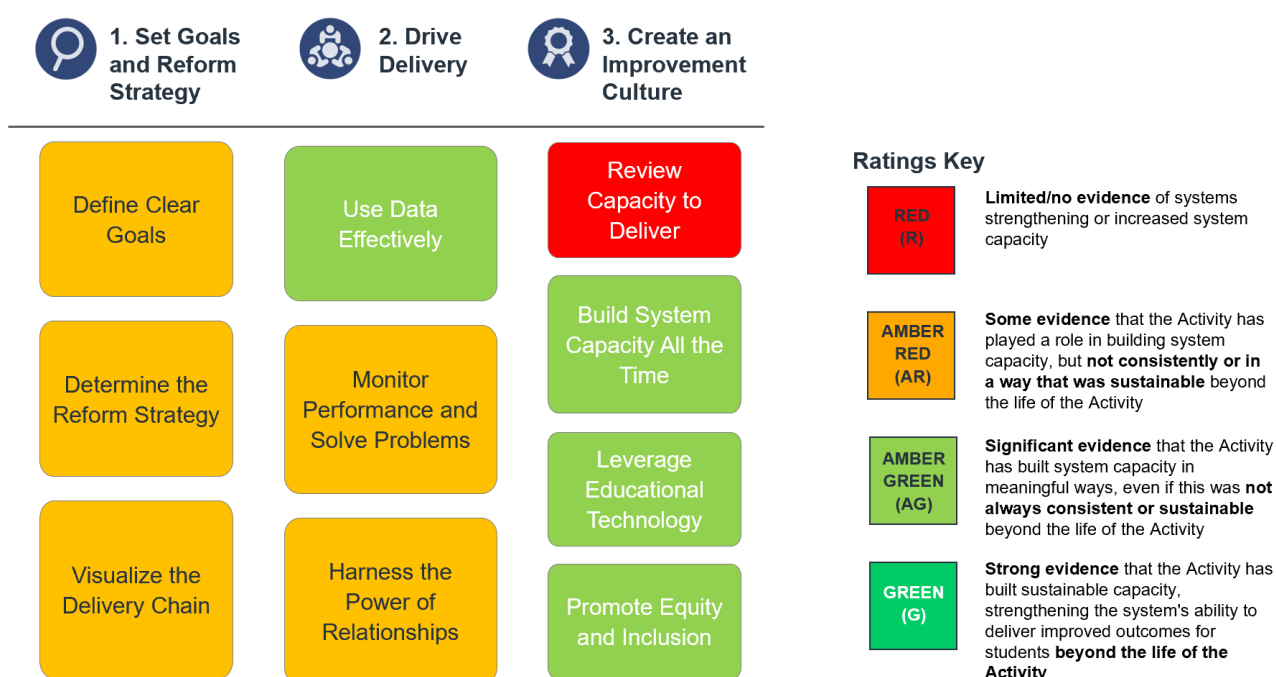 1. Set Goals
and Reform
Strategy
2. Drive
Delivery
3. Create an
Improvement
Culture
Define Clear
Goals
Determine the
Reform Strategy
Visualize the
Delivery Chain
Use Data
Effectively
Monitor
Performance and
Solve Problems
Harness the
Power of
Relationships
Review
Capacity to
Deliver
Build System
Capacity All the
Time
Leverage
Educational
Technology
Promote Equity
and Inclusion
Ratings Key
RED
(R)
Limited/no evidence of systems
strengthening or increased system
capacity
AMBER
RED
(AR)
Some evidence that the Activity has
played a role in building system
capacity, but not consistently or in
a way that was sustainable beyond
the life of the Activity
AMBER
GREEN
(AG)
Significant evidence that the Activity
has built system capacity in
meaningful ways, even if this was not
always consistent or sustainable
beyond the life of the Activity
GREEN
(G)
Strong evidence that the Activity has
built sustainable capacity,
strengthening the system's ability to
deliver improved outcomes for
students beyond the life of the
Activity